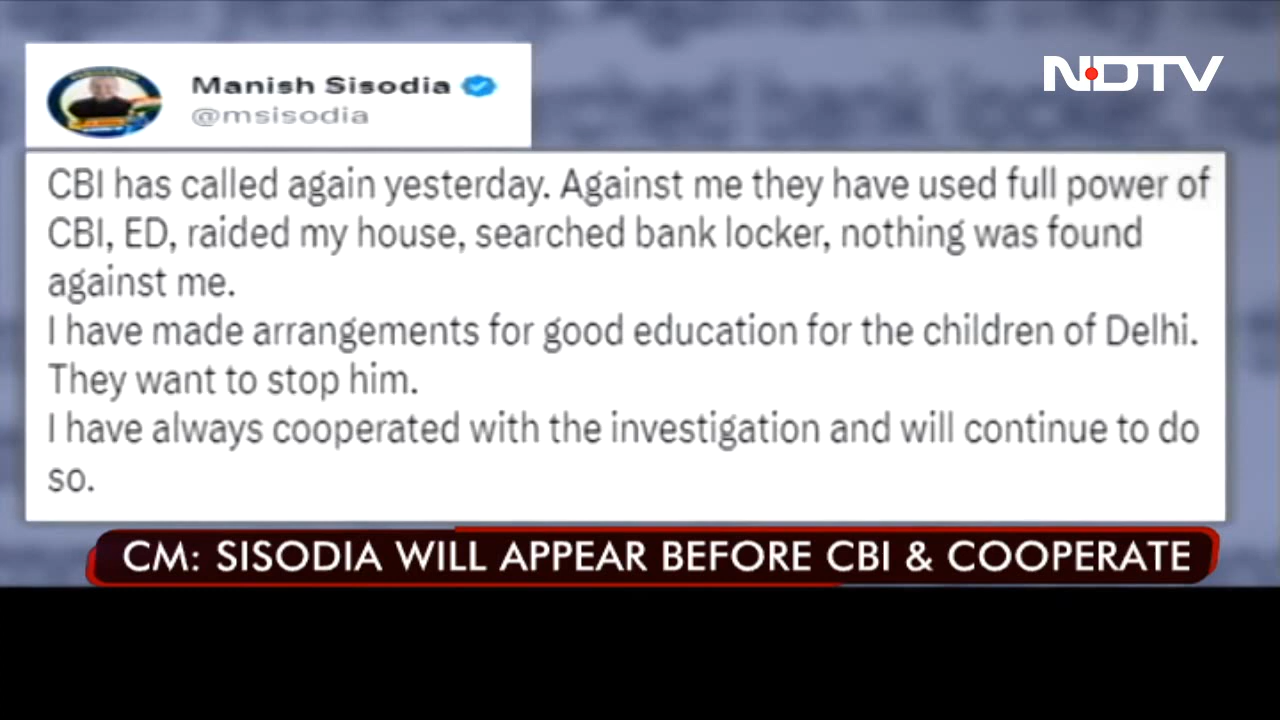 NDTV
Manish Sisodia
@msisodia
CBI has called again yesterday. Against me they have used full power of
CBI, ED, raided my house, searched bank locker, nothing was found
against me.
I have made arrangements for good education for the children of Delhi.
They want to stop him.
I have always cooperated with the investigation and will continue to do
so.
CM: SISODIA WILL APPEAR BEFORE CBI & COOPERATE